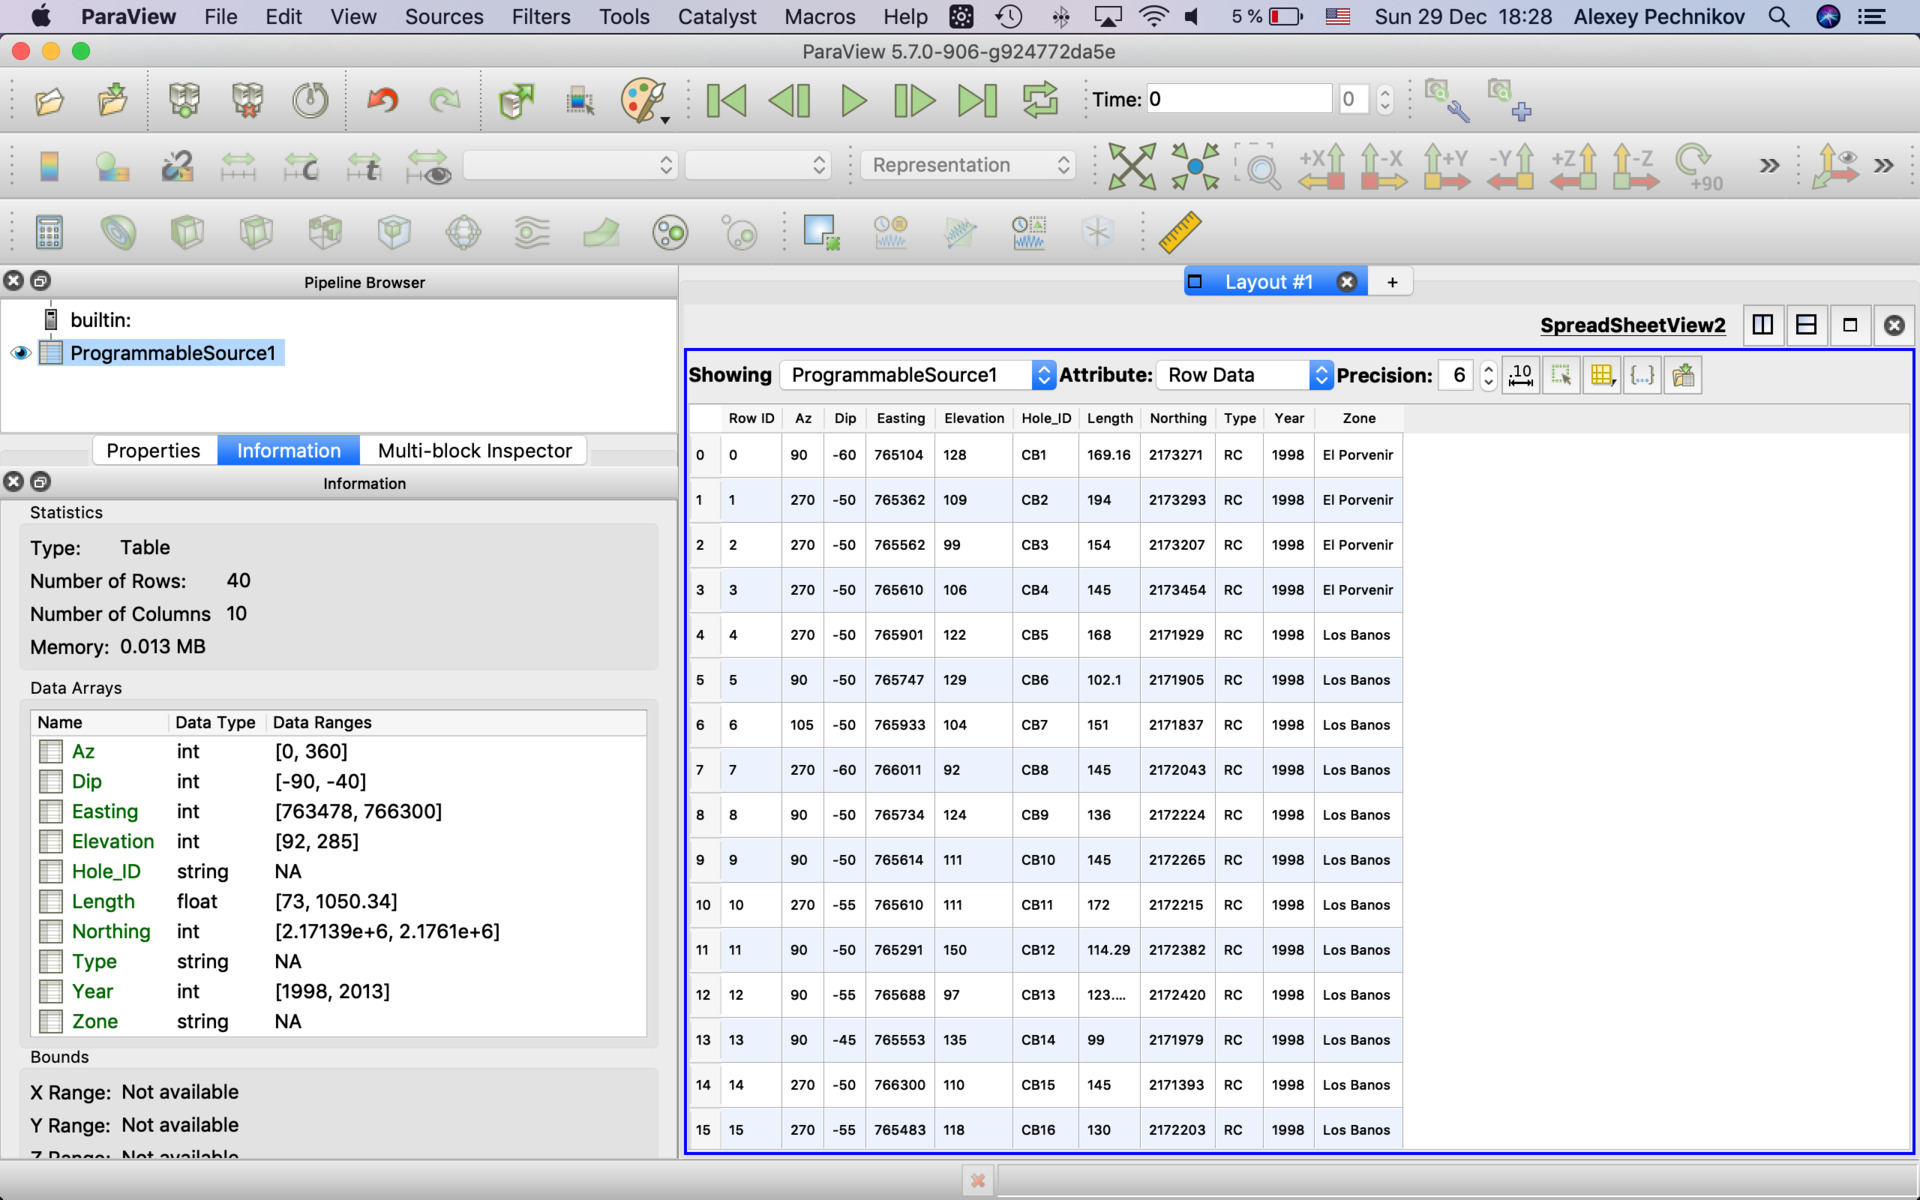 ParaView File Edit View Sources Filters Tools Catalyst Macros Help 5 % Sun 29 Dec 18:28 Alexey Pechnikov
ParaView 5.7.0-906-g924772da5e
Time: 0 0
C t Representation +X -X +Y -Y +Z -Z +90 » »
Pipeline Browser
Layout #1 +
builtin:
ProgrammableSource1
SpreadSheetView2
Showing ProgrammableSource1 Attribute: Row Data Precision: 6 .10 {...}
Properties Information Multi-block Inspector
Information
Statistics
Type: Table
Number of Rows: 40
Number of Columns 10
Memory: 0.013 MB
Data Arrays
Name Data Type Data Ranges
Az int [0, 360]
Dip int [-90, -40]
Easting int [763478, 766300]
Elevation int [92, 285]
Hole_ID string NA
Length float [73, 1050.34]
Northing int [2.17139e+6, 2.1761e+6]
Type string NA
Year int [1998, 2013]
Zone string NA
Bounds
X Range: Not available
Y Range: Not available
Z Range: Not available
Row ID Az Dip Easting Elevation Hole_ID Length Northing Type Year Zone
0 0 90 -60 765104 128 CB1 169.16 2173271 RC 1998 El Porvenir
1 1 270 -50 765362 109 CB2 194 2173293 RC 1998 El Porvenir
2 2 270 -50 765562 99 CB3 154 2173207 RC 1998 El Porvenir
3 3 270 -50 765610 106 CB4 145 2173454 RC 1998 El Porvenir
4 4 270 -50 765901 122 CB5 168 2171929 RC 1998 Los Banos
5 5 90 -50 765747 129 CB6 102.1 2171905 RC 1998 Los Banos
6 6 105 -50 765933 104 CB7 151 2171837 RC 1998 Los Banos
7 7 270 -60 766011 92 CB8 145 2172043 RC 1998 Los Banos
8 8 90 -50 765734 124 CB9 136 2172224 RC 1998 Los Banos
9 9 90 -50 765614 111 CB10 145 2172265 RC 1998 Los Banos
10 10 270 -55 765610 111 CB11 172 2172215 RC 1998 Los Banos
11 11 90 -50 765291 150 CB12 114.29 2172382 RC 1998 Los Banos
12 12 90 -55 765688 97 CB13 123.... 2172420 RC 1998 Los Banos
13 13 90 -45 765553 135 CB14 99 2171979 RC 1998 Los Banos
14 14 270 -50 766300 110 CB15 145 2171393 RC 1998 Los Banos
15 15 270 -55 765483 118 CB16 130 2172203 RC 1998 Los Banos